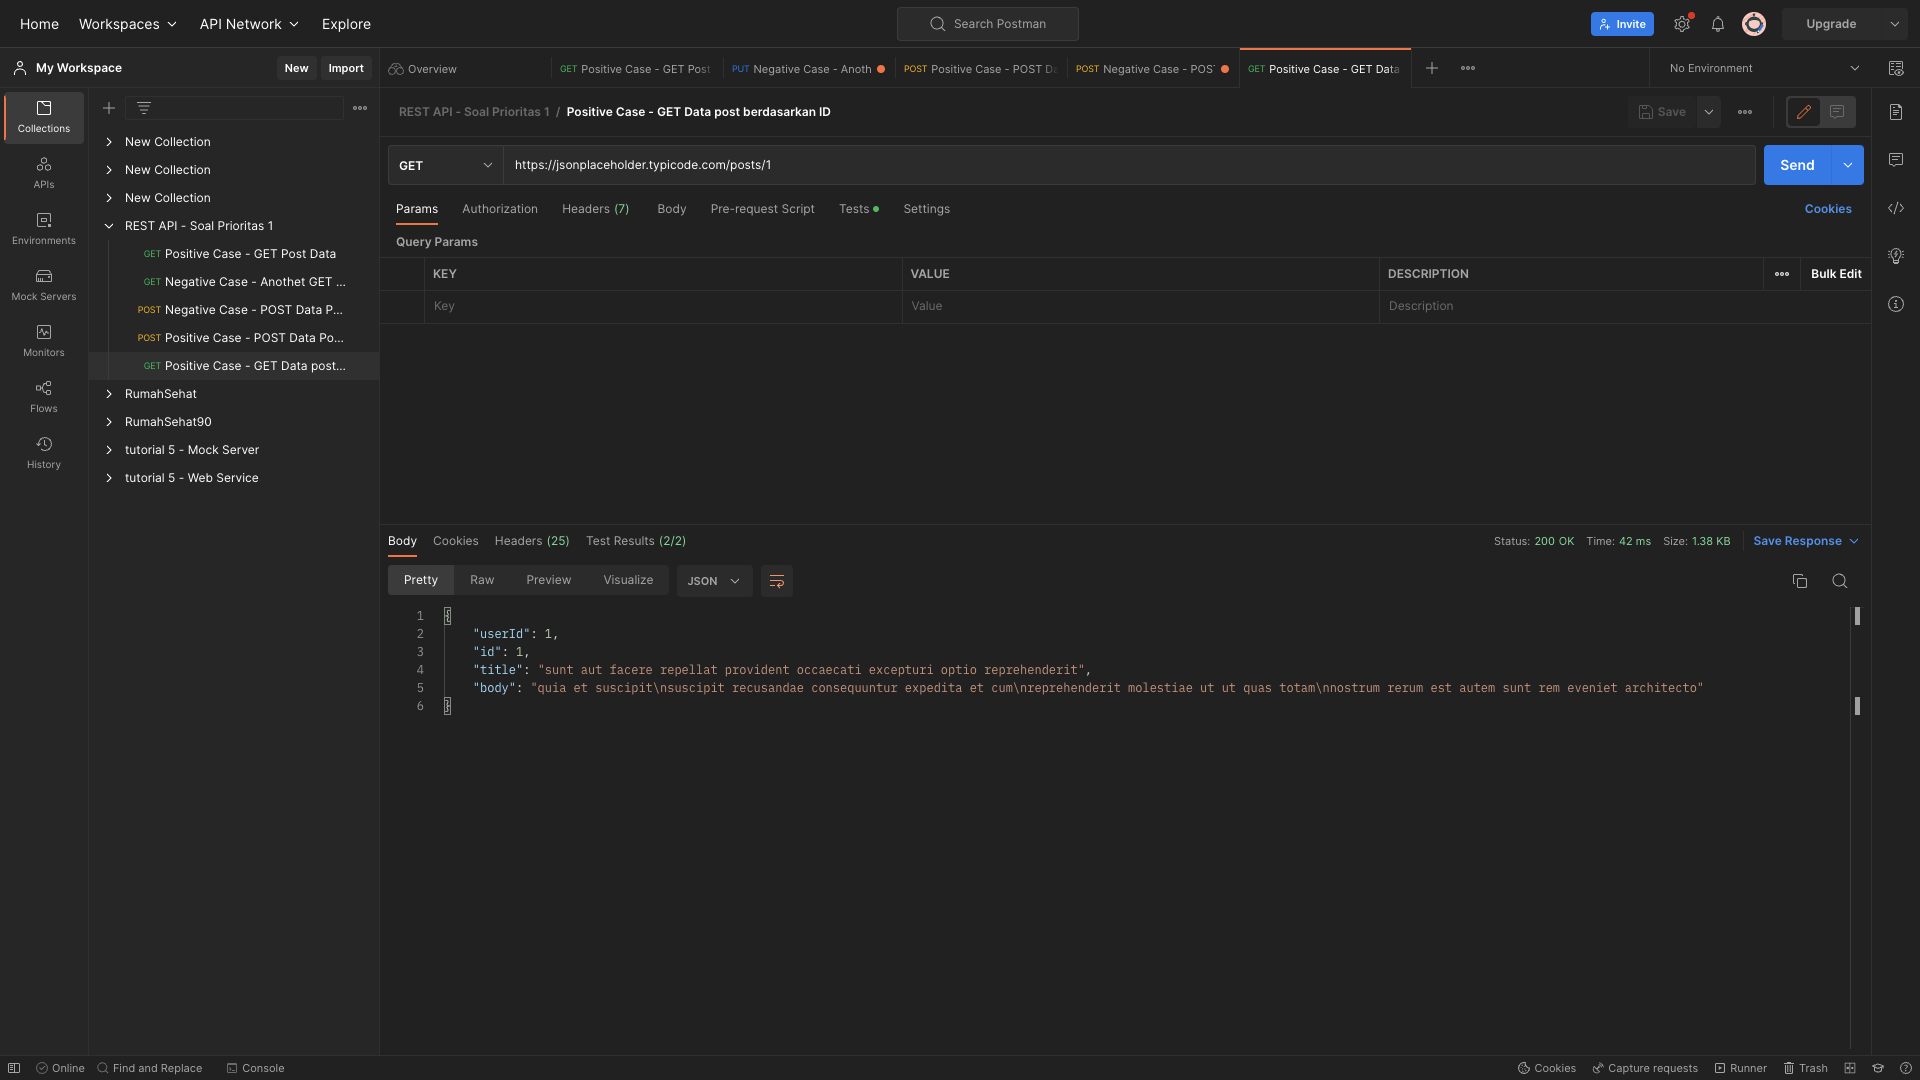 Home Workspaces API Network Explore Search Postman Invite Upgrade
My Workspace New Import Overview GET Positive Case - GET Post PUT Negative Case - Anoth POST Positive Case - POST Da POST Negative Case - POST GET Positive Case - GET Data No Environment
REST API - Soal Prioritas 1 / Positive Case - GET Data post berdasarkan ID Save
Collections
APIs
Environments
Mock Servers
Monitors
Flows
History
New Collection
New Collection
New Collection
REST API - Soal Prioritas 1
GET Positive Case - GET Post Data
GET Negative Case - Anothet GET ...
POST Negative Case - POST Data P...
POST Positive Case - POST Data Po...
GET Positive Case - GET Data post...
RumahSehat
RumahSehat90
tutorial 5 - Mock Server
tutorial 5 - Web Service
GET https://jsonplaceholder.typicode.com/posts/1 Send
Params Authorization Headers (7) Body Pre-request Script Tests Settings Cookies
Query Params
KEY VALUE DESCRIPTION Bulk Edit
Key Value Description
Body Cookies Headers (25) Test Results (2/2) Status: 200 OK Time: 42 ms Size: 1.38 KB Save Response
Pretty Raw Preview Visualize JSON
1 {
2 "userId": 1,
3 "id": 1,
4 "title": "sunt aut facere repellat provident occaecati excepturi optio reprehenderit",
5 "body": "quia et suscipit\nsuscipit recusandae consequuntur expedita et cum\nreprehenderit molestiae ut ut quas totam\nnostrum rerum est autem sunt rem eveniet architecto"
6 }
Online Find and Replace Console Cookies Capture requests Runner Trash